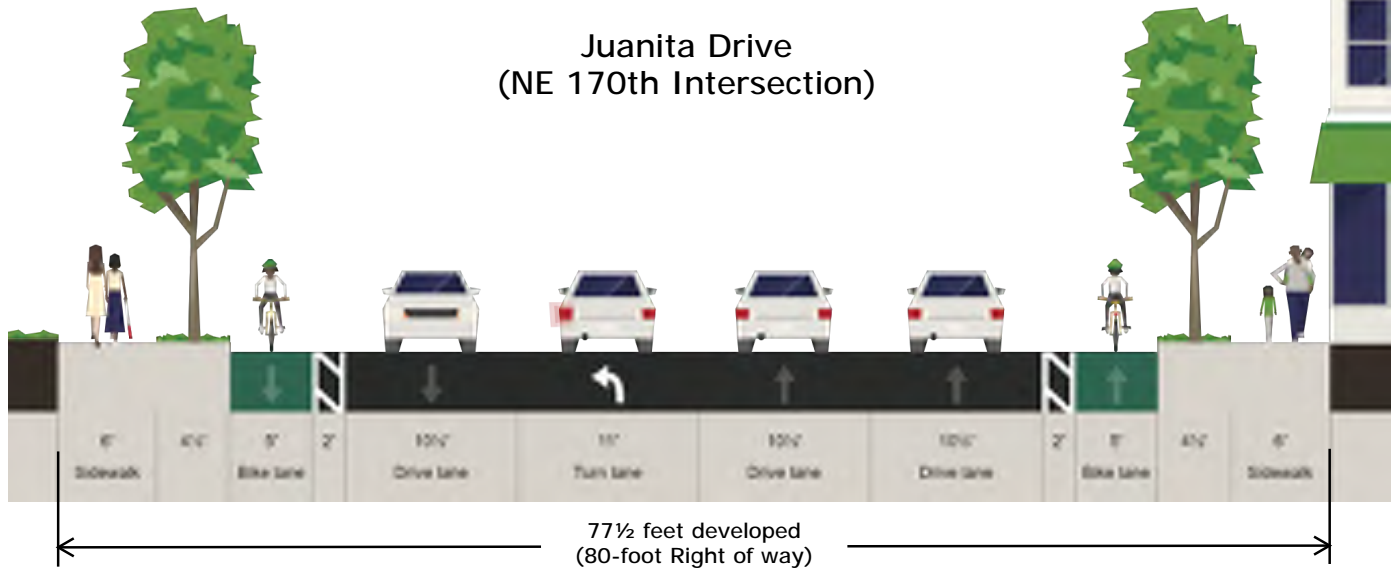 Juanita Drive
(NE 170th Intersection)
6' 4½' 5' 2' 10½' 11' 10½' 10½' 2' 5' 4½' 6'
Sidewalk Bike lane Drive lane Turn lane Drive lane Drive lane Bike lane Sidewalk
77½ feet developed
(80-foot Right of way)